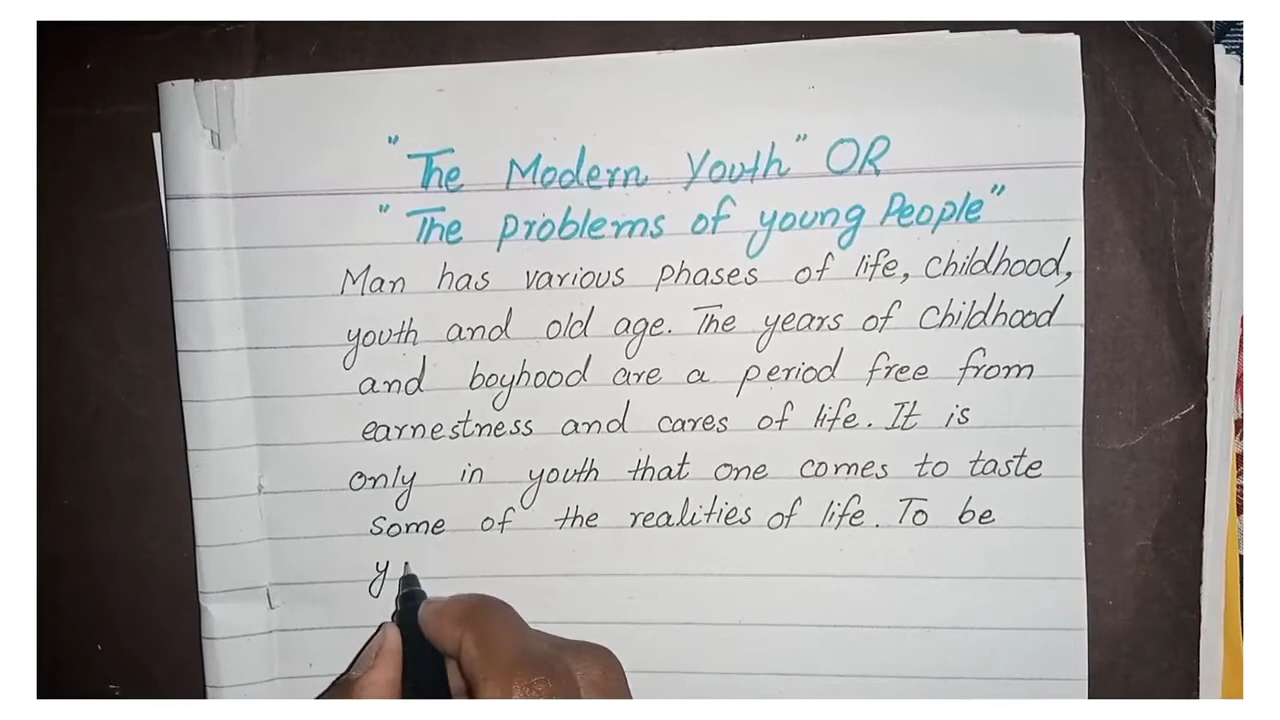 "The Modern Youth" OR
"The problems of young People"
Man has various phases of life, childhood,
youth and old age. The years of childhood
and boyhood are a period free from
earnestness and cares of life. It is
only in youth that one comes to taste
some of the realities of life. To be
y